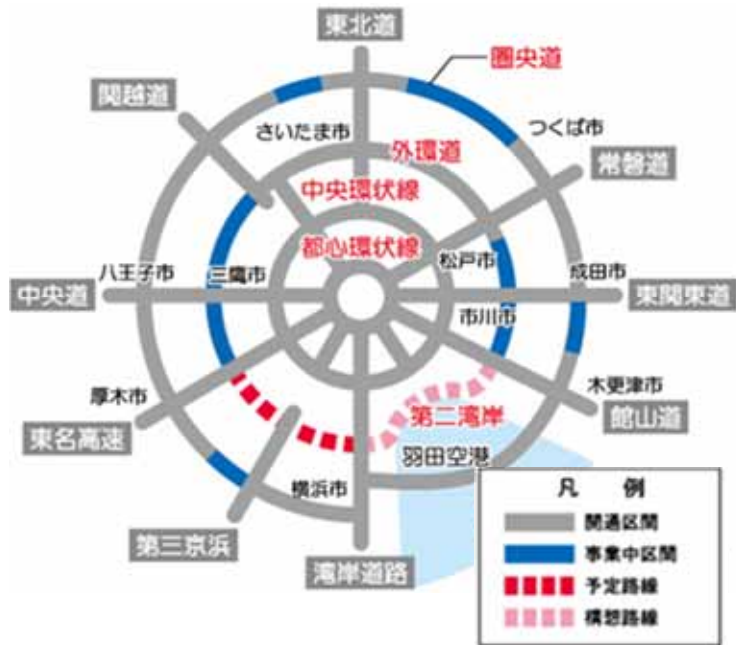 東北道
圏央道
関越道
さいたま市
つくば市
外環道
常磐道
中央環状線
都心環状線
松戸市
八王子市
三鷹市
成田市
中央道
東関東道
市川市
厚木市
木更津市
東名高速
第二湾岸
館山道
羽田空港
横浜市
第三京浜
湾岸道路
凡 例
開通区間
事業中区間
予定路線
構想路線